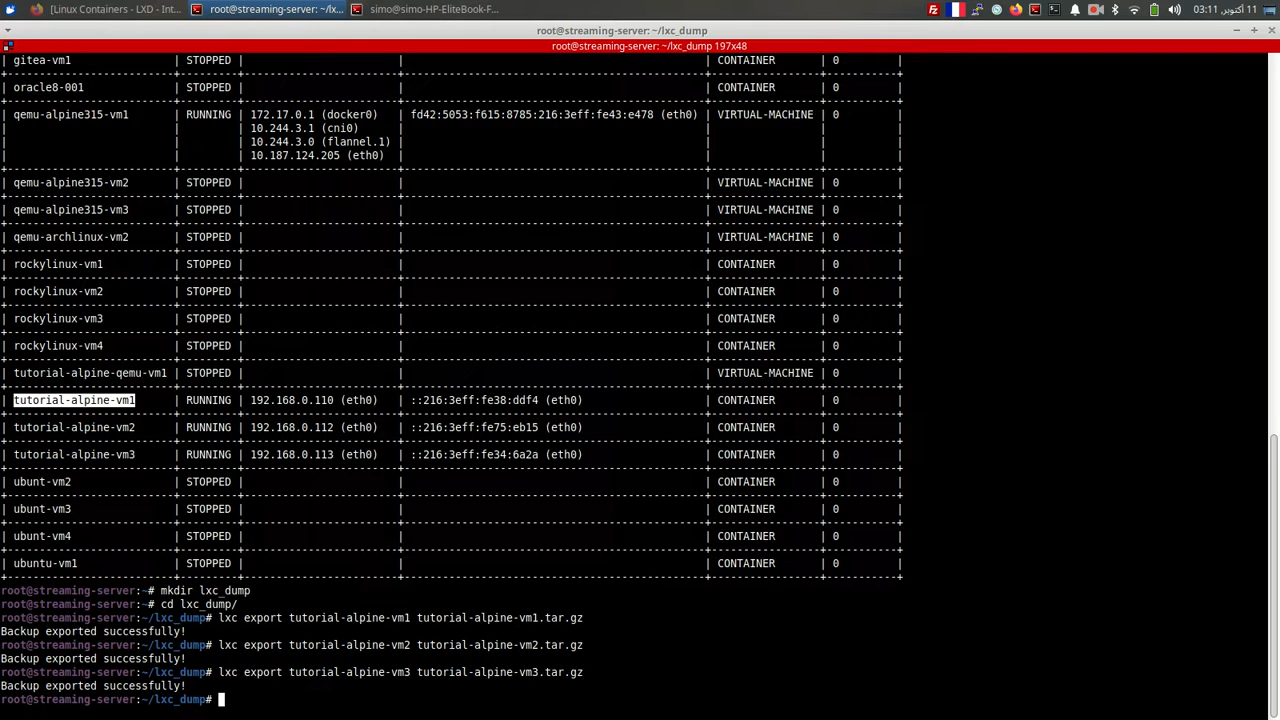 [Linux Containers - LXD - Int...
root@streaming-server: ~/lx...
simo@simo-HP-EliteBook-F...
03:11 ,أكتوبر 11
root@streaming-server: ~/lxc_dump
root@streaming-server: ~/lxc_dump 197x48
| gitea-vm1 | STOPPED | | | CONTAINER | 0 |
| oracle8-001 | STOPPED | | | CONTAINER | 0 |
| qemu-alpine315-vm1 | RUNNING | 172.17.0.1 (docker0) | fd42:5053:f615:8785:216:3eff:fe43:e478 (eth0) | VIRTUAL-MACHINE | 0 |
| | | 10.244.3.1 (cni0) | | | |
| | | 10.244.3.0 (flannel.1) | | | |
| | | 10.187.124.205 (eth0) | | | |
| qemu-alpine315-vm2 | STOPPED | | | VIRTUAL-MACHINE | 0 |
| qemu-alpine315-vm3 | STOPPED | | | VIRTUAL-MACHINE | 0 |
| qemu-archlinux-vm2 | STOPPED | | | VIRTUAL-MACHINE | 0 |
| rockylinux-vm1 | STOPPED | | | CONTAINER | 0 |
| rockylinux-vm2 | STOPPED | | | CONTAINER | 0 |
| rockylinux-vm3 | STOPPED | | | CONTAINER | 0 |
| rockylinux-vm4 | STOPPED | | | CONTAINER | 0 |
| tutorial-alpine-qemu-vm1 | STOPPED | | | VIRTUAL-MACHINE | 0 |
| tutorial-alpine-vm1 | RUNNING | 192.168.0.110 (eth0) | ::216:3eff:fe38:ddf4 (eth0) | CONTAINER | 0 |
| tutorial-alpine-vm2 | RUNNING | 192.168.0.112 (eth0) | ::216:3eff:fe75:eb15 (eth0) | CONTAINER | 0 |
| tutorial-alpine-vm3 | RUNNING | 192.168.0.113 (eth0) | ::216:3eff:fe34:6a2a (eth0) | CONTAINER | 0 |
| ubunt-vm2 | STOPPED | | | CONTAINER | 0 |
| ubunt-vm3 | STOPPED | | | CONTAINER | 0 |
| ubunt-vm4 | STOPPED | | | CONTAINER | 0 |
| ubuntu-vm1 | STOPPED | | | CONTAINER | 0 |
root@streaming-server:~# mkdir lxc_dump
root@streaming-server:~# cd lxc_dump/
root@streaming-server:~/lxc_dump# lxc export tutorial-alpine-vm1 tutorial-alpine-vm1.tar.gz
Backup exported successfully!
root@streaming-server:~/lxc_dump# lxc export tutorial-alpine-vm2 tutorial-alpine-vm2.tar.gz
Backup exported successfully!
root@streaming-server:~/lxc_dump# lxc export tutorial-alpine-vm3 tutorial-alpine-vm3.tar.gz
Backup exported successfully!
root@streaming-server:~/lxc_dump#